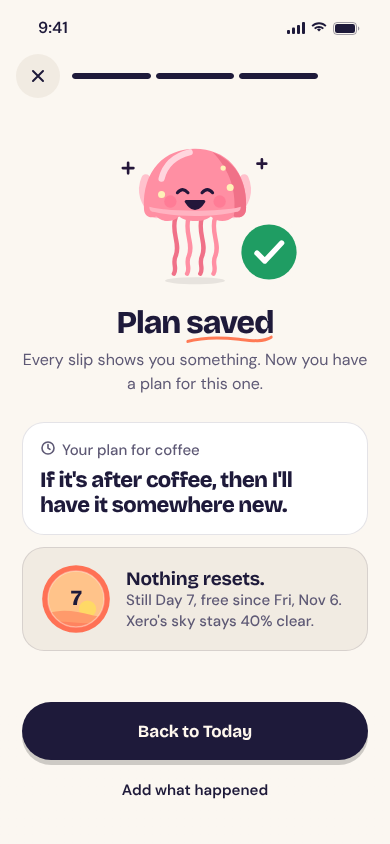 9:41
Plan saved
Every slip shows you something. Now you have
a plan for this one.
Your plan for coffee
If it's after coffee, then I'll
have it somewhere new.
7
Nothing resets.
Still Day 7, free since Fri, Nov 6.
Xero's sky stays 40% clear.
Back to Today
Add what happened